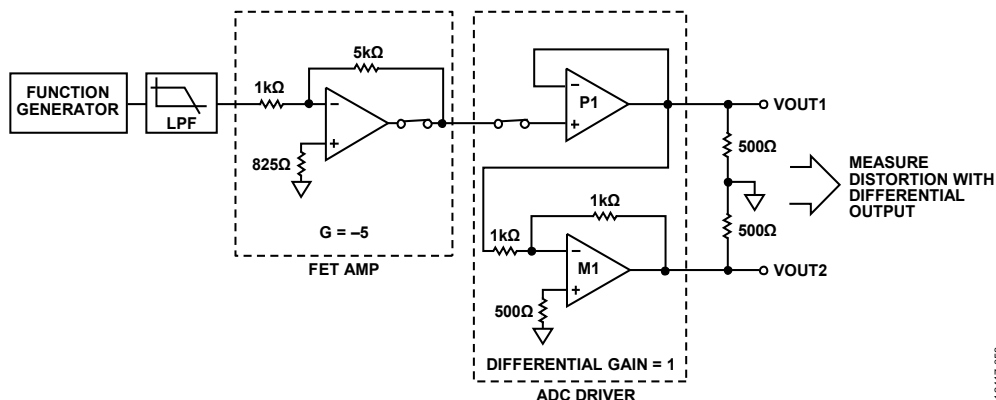 FUNCTION
GENERATOR
LPF
1kΩ
5kΩ
−
+
825Ω
G = –5
FET AMP
−
P1
+
1kΩ
1kΩ
−
M1
+
500Ω
DIFFERENTIAL GAIN = 1
ADC DRIVER
VOUT1
500Ω
500Ω
VOUT2
MEASURE
DISTORTION WITH
DIFFERENTIAL
OUTPUT